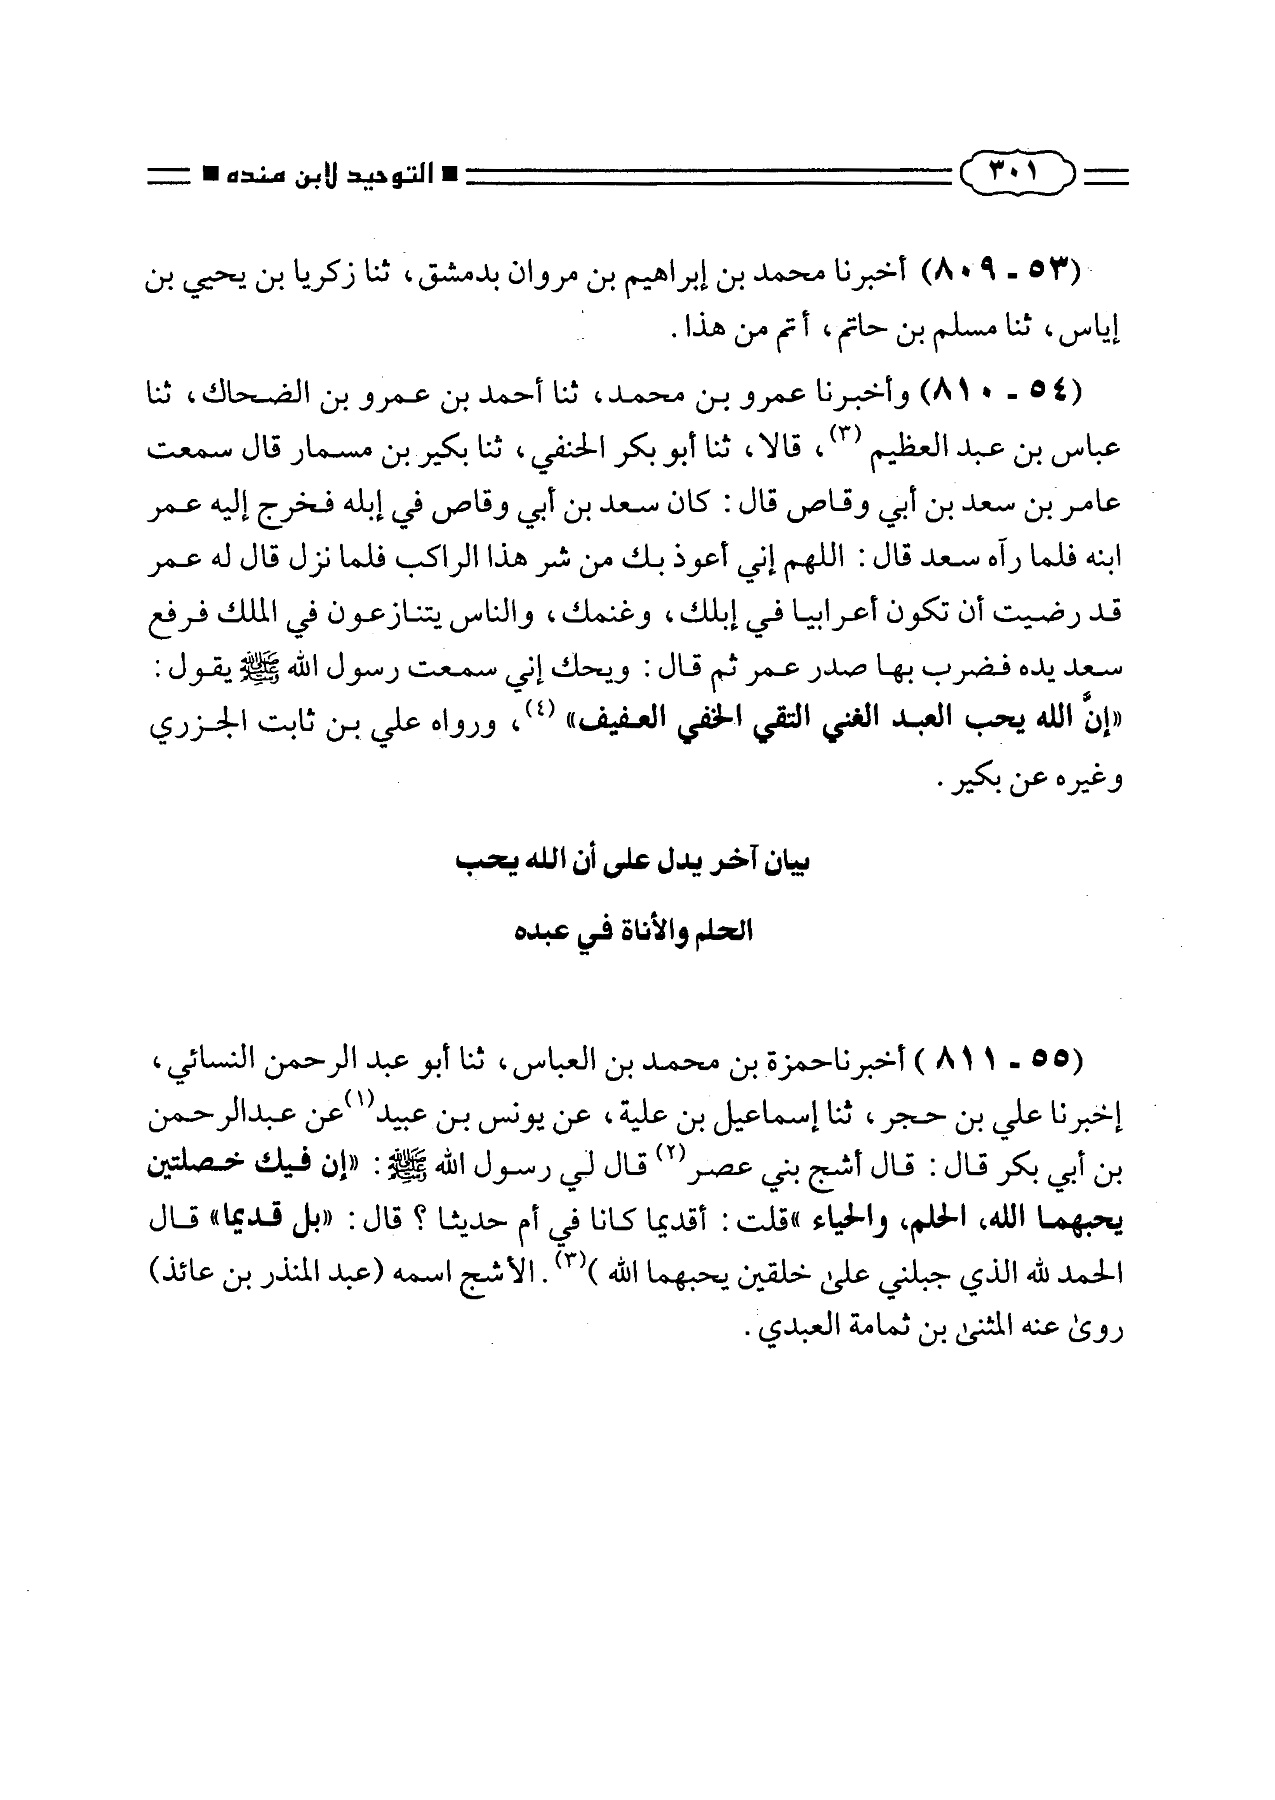 ٣٠١ ■ التوحيد لابن منده ■
(٥٣ - ٨٠٩) أخبرنا محمد بن إبراهيم بن مروان بدمشق، ثنا زكريا بن يحيي بن
إياس، ثنا مسلم بن حاتم، أتم من هذا.
(٥٤ - ٨١٠) وأخبرنا عمرو بن محمد، ثنا أحمد بن عمرو بن الضحاك، ثنا
عباس بن عبد العظيم (٣)، قالا، ثنا أبو بكر الحنفي، ثنا بكير بن مسمار قال سمعت
عامر بن سعد بن أبي وقاص قال: كان سعد بن أبي وقاص في إبله فخرج إليه عمر
ابنه فلما رآه سعد قال: اللهم إني أعوذ بك من شر هذا الراكب فلما نزل قال له عمر
قد رضيت أن تكون أعرابيا في إبلك، وغنمك، والناس يتنازعون في الملك فرفع
سعد يده فضرب بها صدر عمر ثم قال: ويحك إني سمعت رسول الله ﷺ يقول:
«إنَّ الله يحب العبد الغني التقي الخفي العفيف» (٤)، ورواه علي بن ثابت الجزري
وغيره عن بكير.
بيان آخر يدل على أن الله يحب
الحلم والأناة في عبده
(٥٥ - ٨١١) أخبرناحمزة بن محمد بن العباس، ثنا أبو عبد الرحمن النسائي،
إخبرنا علي بن حجر، ثنا إسماعيل بن علية، عن يونس بن عبيد(١)عن عبدالرحمن
بن أبي بكر قال: قال أشج بني عصر(٢) قال لي رسول الله ﷺ: «إن فيك خصلتين
يحبهما الله، الحلم، والحياء »قلت: أقديما كانا في أم حديثا ؟ قال: «بل قديما» قال
الحمد لله الذي جبلني على خلقين يحبهما الله )(٣). الأشج اسمه (عبد المنذر بن عائذ)
روىٰ عنه المثنىٰ بن ثمامة العبدي.